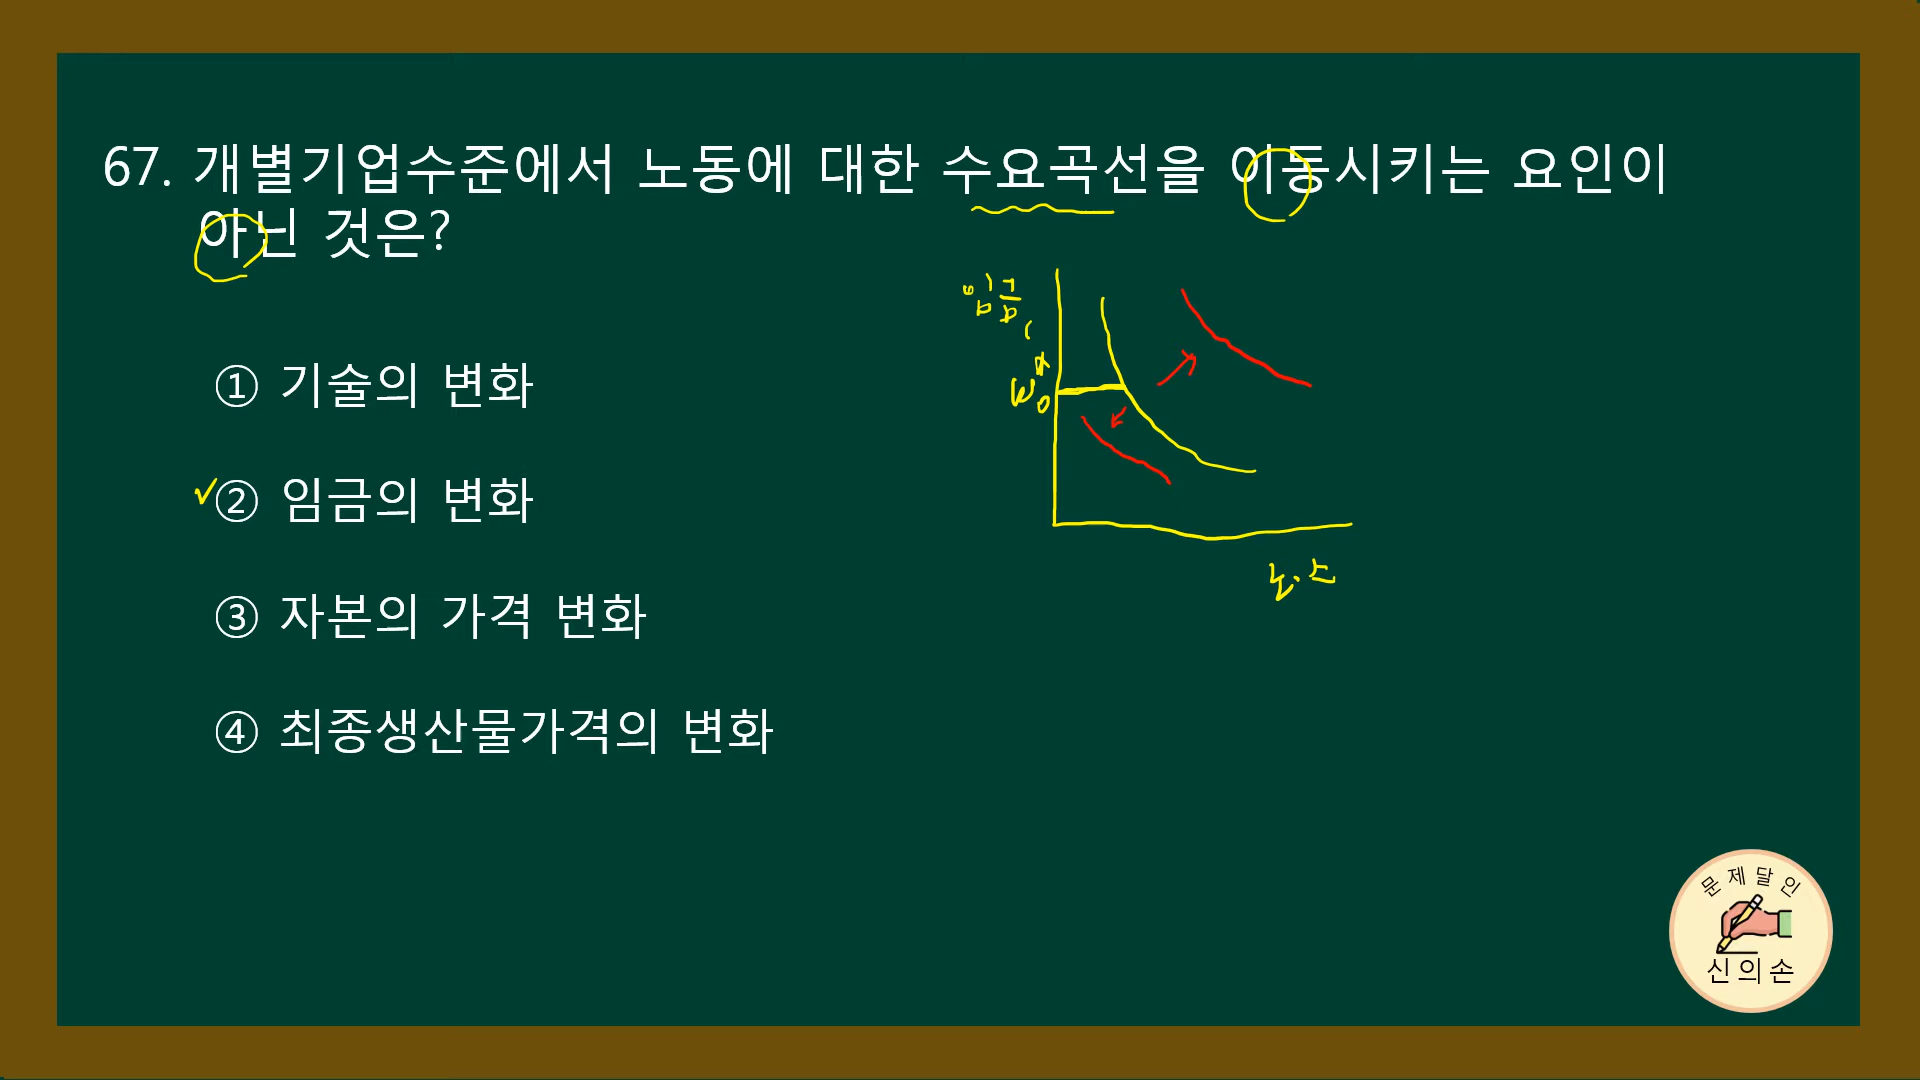 67. 개별기업수준에서 노동에 대한 수요곡선을 이동시키는 요인이
아닌 것은?
① 기술의 변화
② 임금의 변화
③ 자본의 가격 변화
④ 최종생산물가격의 변화
임금
W₀
노.수
문제달인
신의손